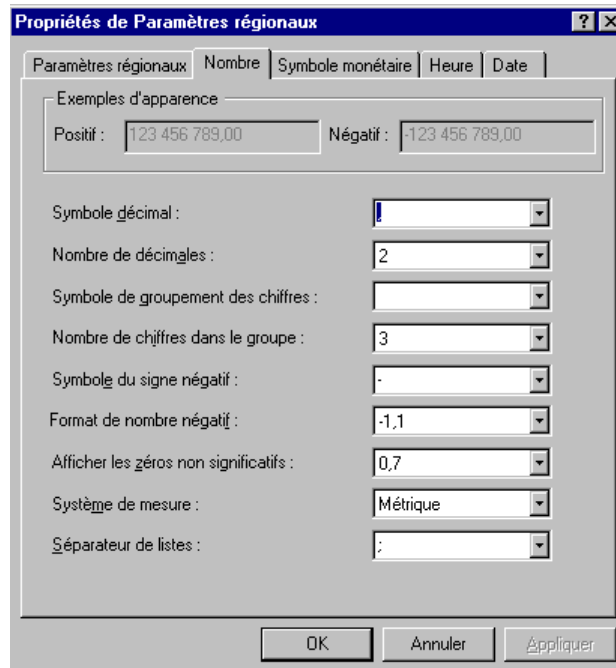 Propriétés de Paramètres régionaux
Paramètres régionaux Nombre Symbole monétaire Heure Date
Exemples d'apparence
Positif : 123 456 789,00 Négatif : -123 456 789,00
Symbole décimal : ,
Nombre de décimales : 2
Symbole de groupement des chiffres :
Nombre de chiffres dans le groupe : 3
Symbole du signe négatif : -
Format de nombre négatif : -1,1
Afficher les zéros non significatifs : 0,7
Système de mesure : Métrique
Séparateur de listes : ;
OK Annuler Appliquer